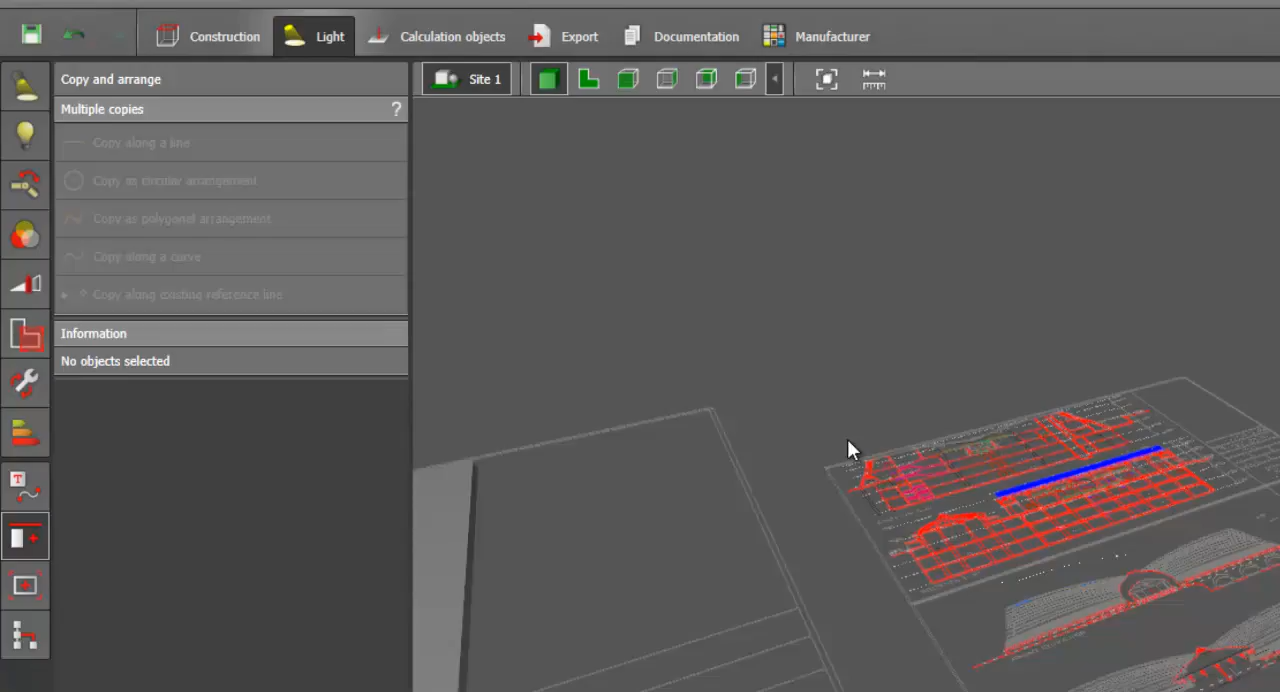 Construction
Light
Calculation objects
Export
Documentation
Manufacturer
Copy and arrange
Site 1
Multiple copies
?
Copy along a line
Copy as circular arrangement
Copy as polygonal arrangement
Copy along a curve
Copy along existing reference line
Information
No objects selected
T